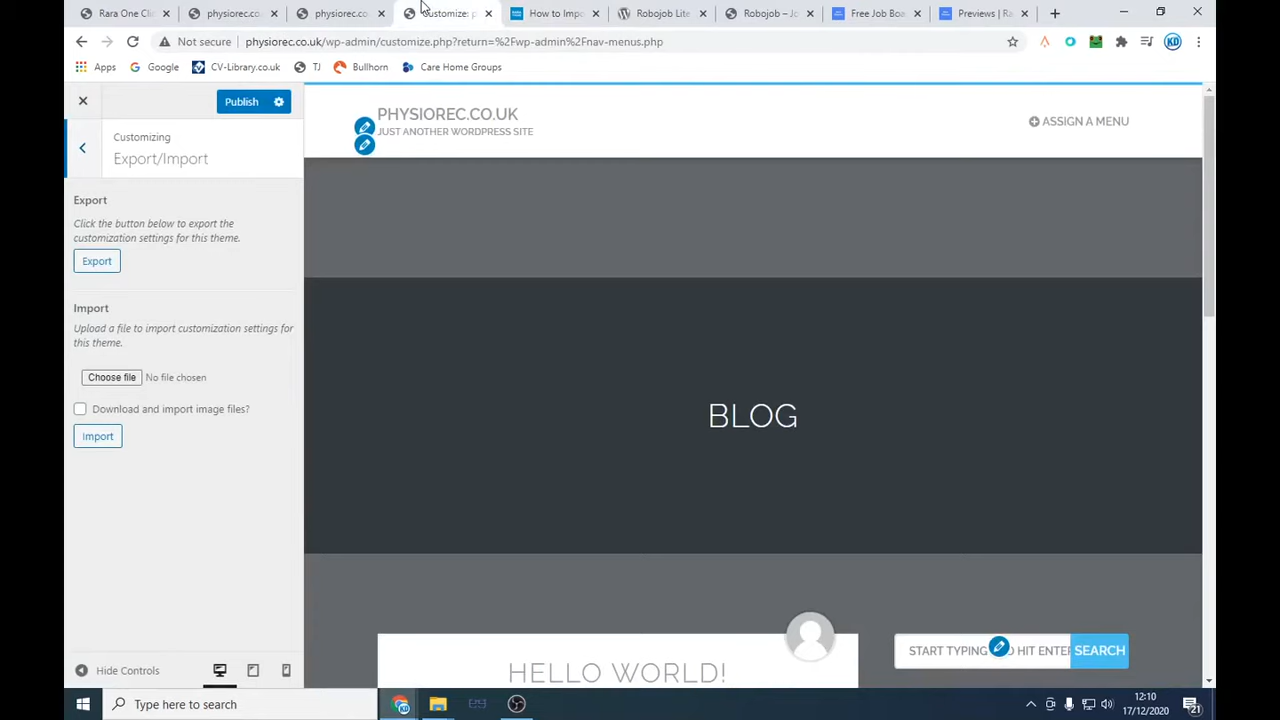 Rara One Cli
physiorec.co
physiorec.co
Customize: p
How to Impo
Robojob Lite
Robojob – Jo
Free Job Boa
Previews | Ra
Not secure
physiorec.co.uk/wp-admin/customize.php?return=%2Fwp-admin%2Fnav-menus.php
KD
Apps
Google
CV-Library.co.uk
TJ
Bullhorn
Care Home Groups
Publish
Customizing
Export/Import
Export
Click the button below to export the
customization settings for this theme.
Export
Import
Upload a file to import customization settings for
this theme.
Choose file No file chosen
Download and import image files?
Import
Hide Controls
PHYSIOREC.CO.UK
JUST ANOTHER WORDPRESS SITE
ASSIGN A MENU
BLOG
HELLO WORLD!
START TYPING
O HIT ENTER
SEARCH
Type here to search
12:10
17/12/2020
21